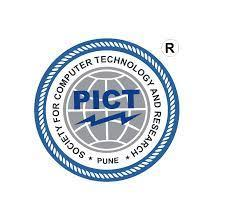 ®
SOCIETY FOR COMPUTER TECHNOLOGY AND RESEARCH
PICT
* PUNE *